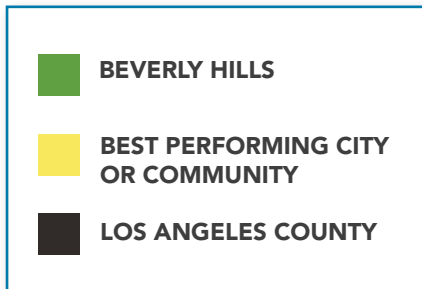 BEVERLY HILLS
BEST PERFORMING CITY
OR COMMUNITY
LOS ANGELES COUNTY